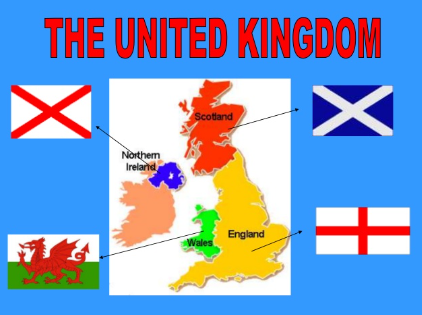 THE UNITED KINGDOM
Scotland
Northern
Ireland
England
Wales